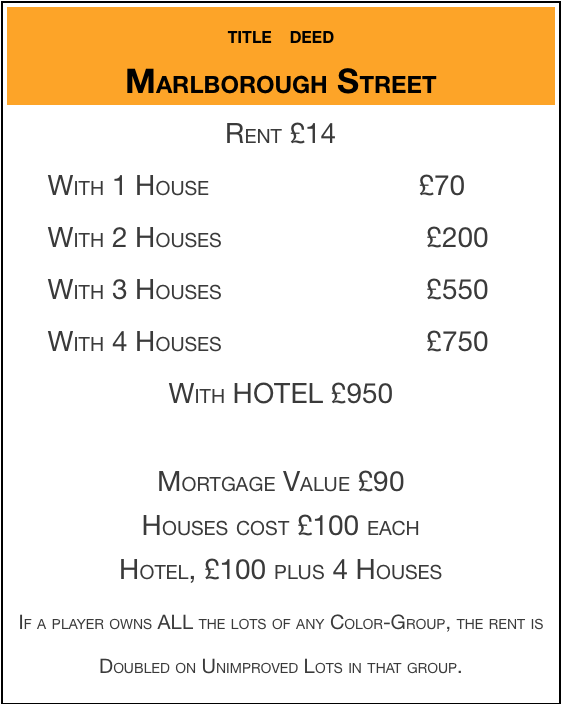 TITLE DEED
MARLBOROUGH STREET
RENT £14
WITH 1 HOUSE £70
WITH 2 HOUSES £200
WITH 3 HOUSES £550
WITH 4 HOUSES £750
WITH HOTEL £950
MORTGAGE VALUE £90
HOUSES COST £100 EACH
HOTEL, £100 PLUS 4 HOUSES
IF A PLAYER OWNS ALL THE LOTS OF ANY COLOR-GROUP, THE RENT IS
DOUBLED ON UNIMPROVED LOTS IN THAT GROUP.